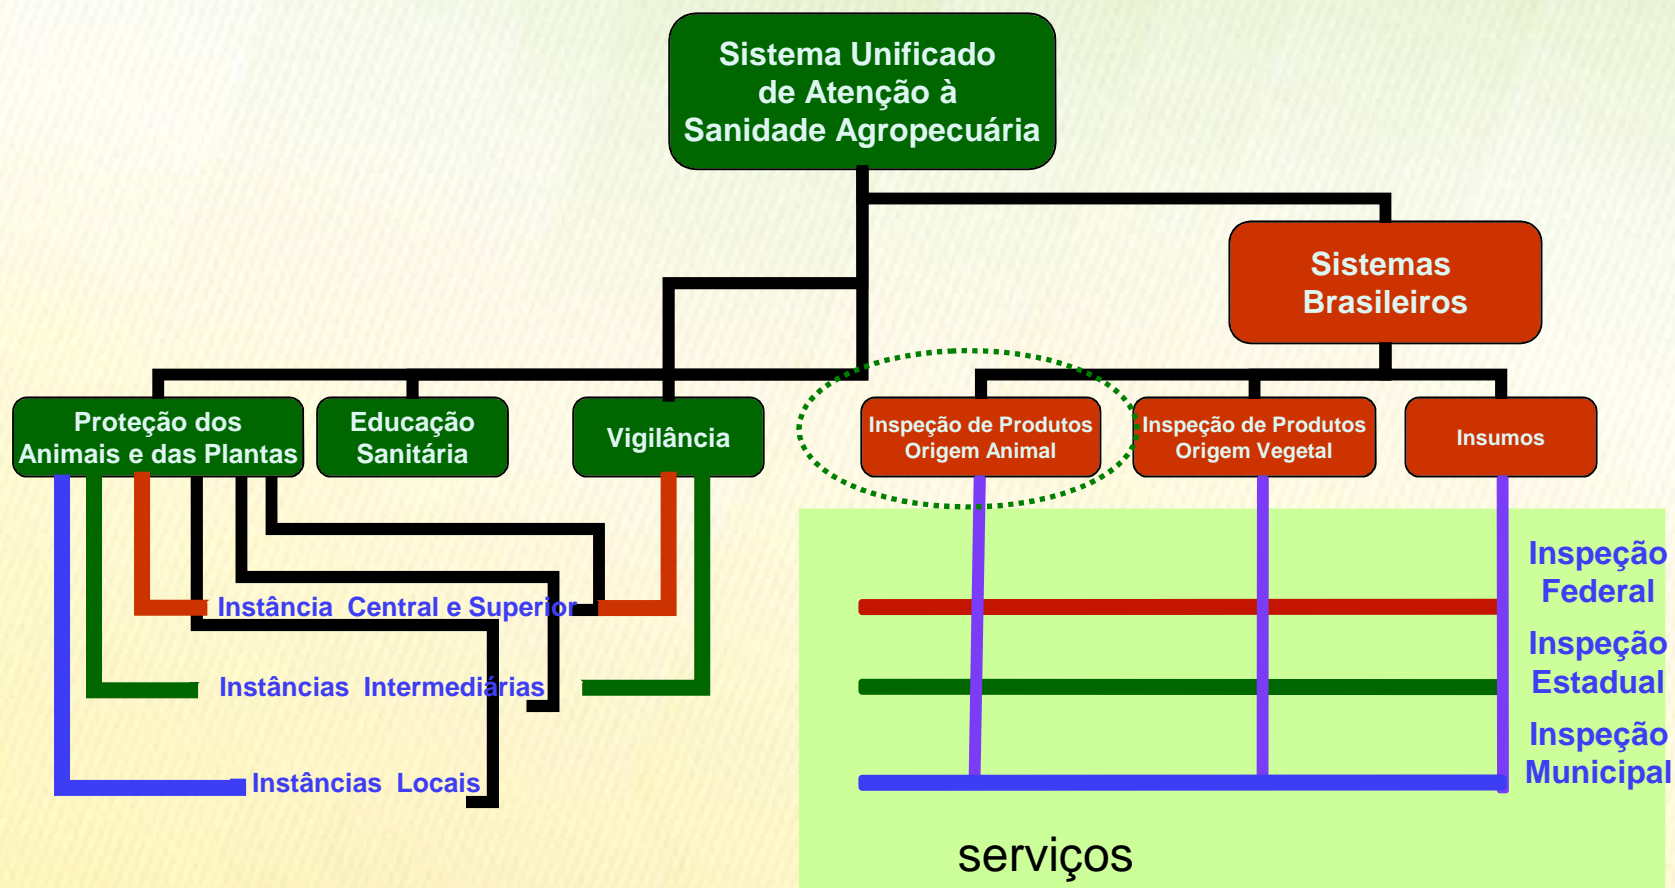 Sistema Unificado
de Atenção à
Sanidade Agropecuária
Sistemas
Brasileiros
Proteção dos
Animais e das Plantas
Educação
Sanitária
Vigilância
Inspeção de Produtos
Origem Animal
Inspeção de Produtos
Origem Vegetal
Insumos
Instância Central e Superior
Instâncias Intermediárias
Instâncias Locais
Inspeção
Federal
Inspeção
Estadual
Inspeção
Municipal
serviços